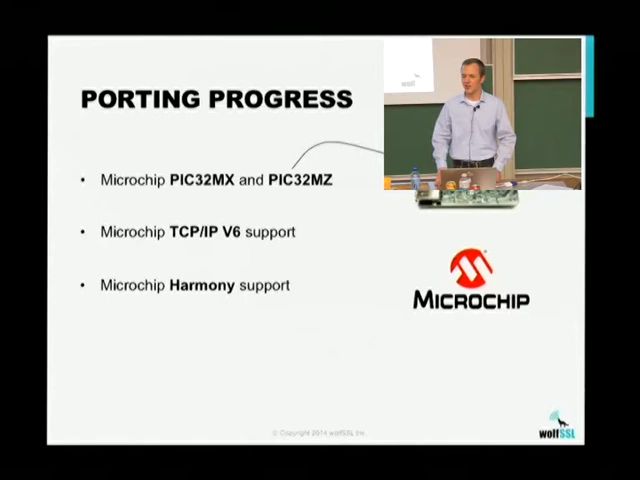 PORTING PROGRESS
• Microchip PIC32MX and PIC32MZ
• Microchip TCP/IP V6 support
• Microchip Harmony support
MICROCHIP
© Copyright 2014 wolfSSL Inc.
wolfSSL
wolf